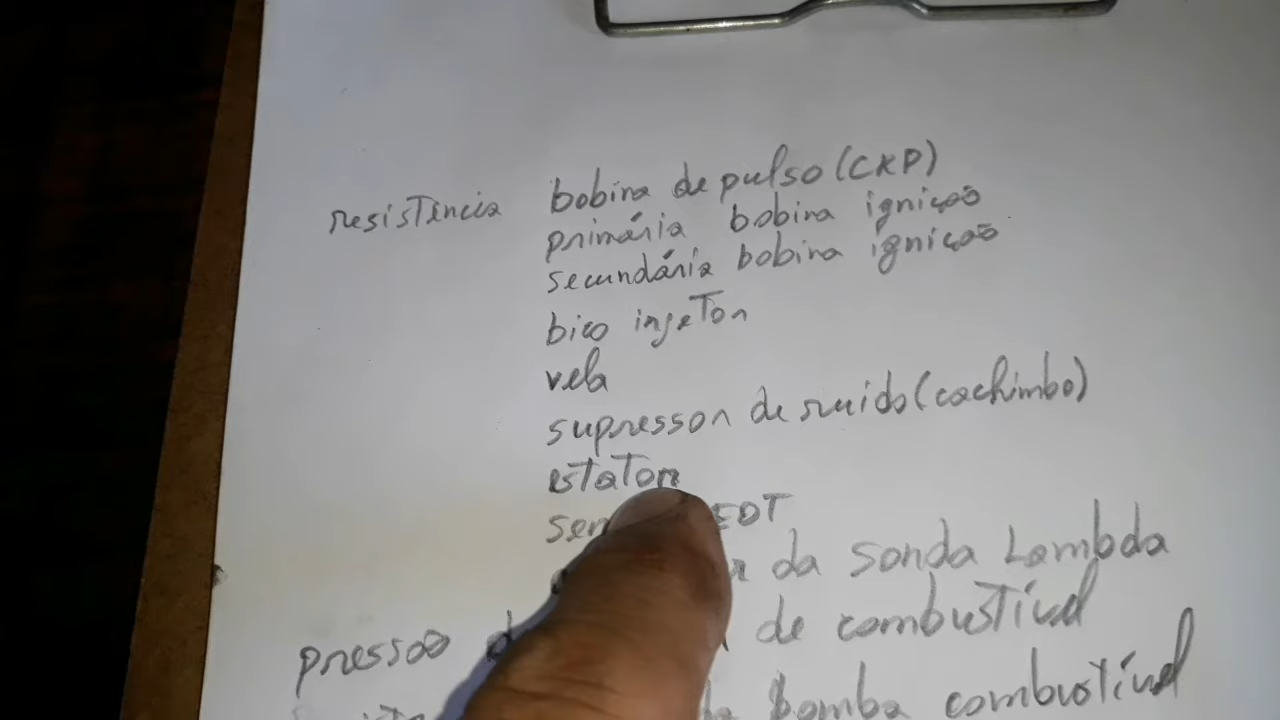 resistência bobina de pulso (CKP)
primária bobina ignição
secundária bobina ignição
bico injetor
vela
supressor de ruido (cachimbo)
estator
EDT
da Sonda Lambda
pressão de combustível
bomba combustível